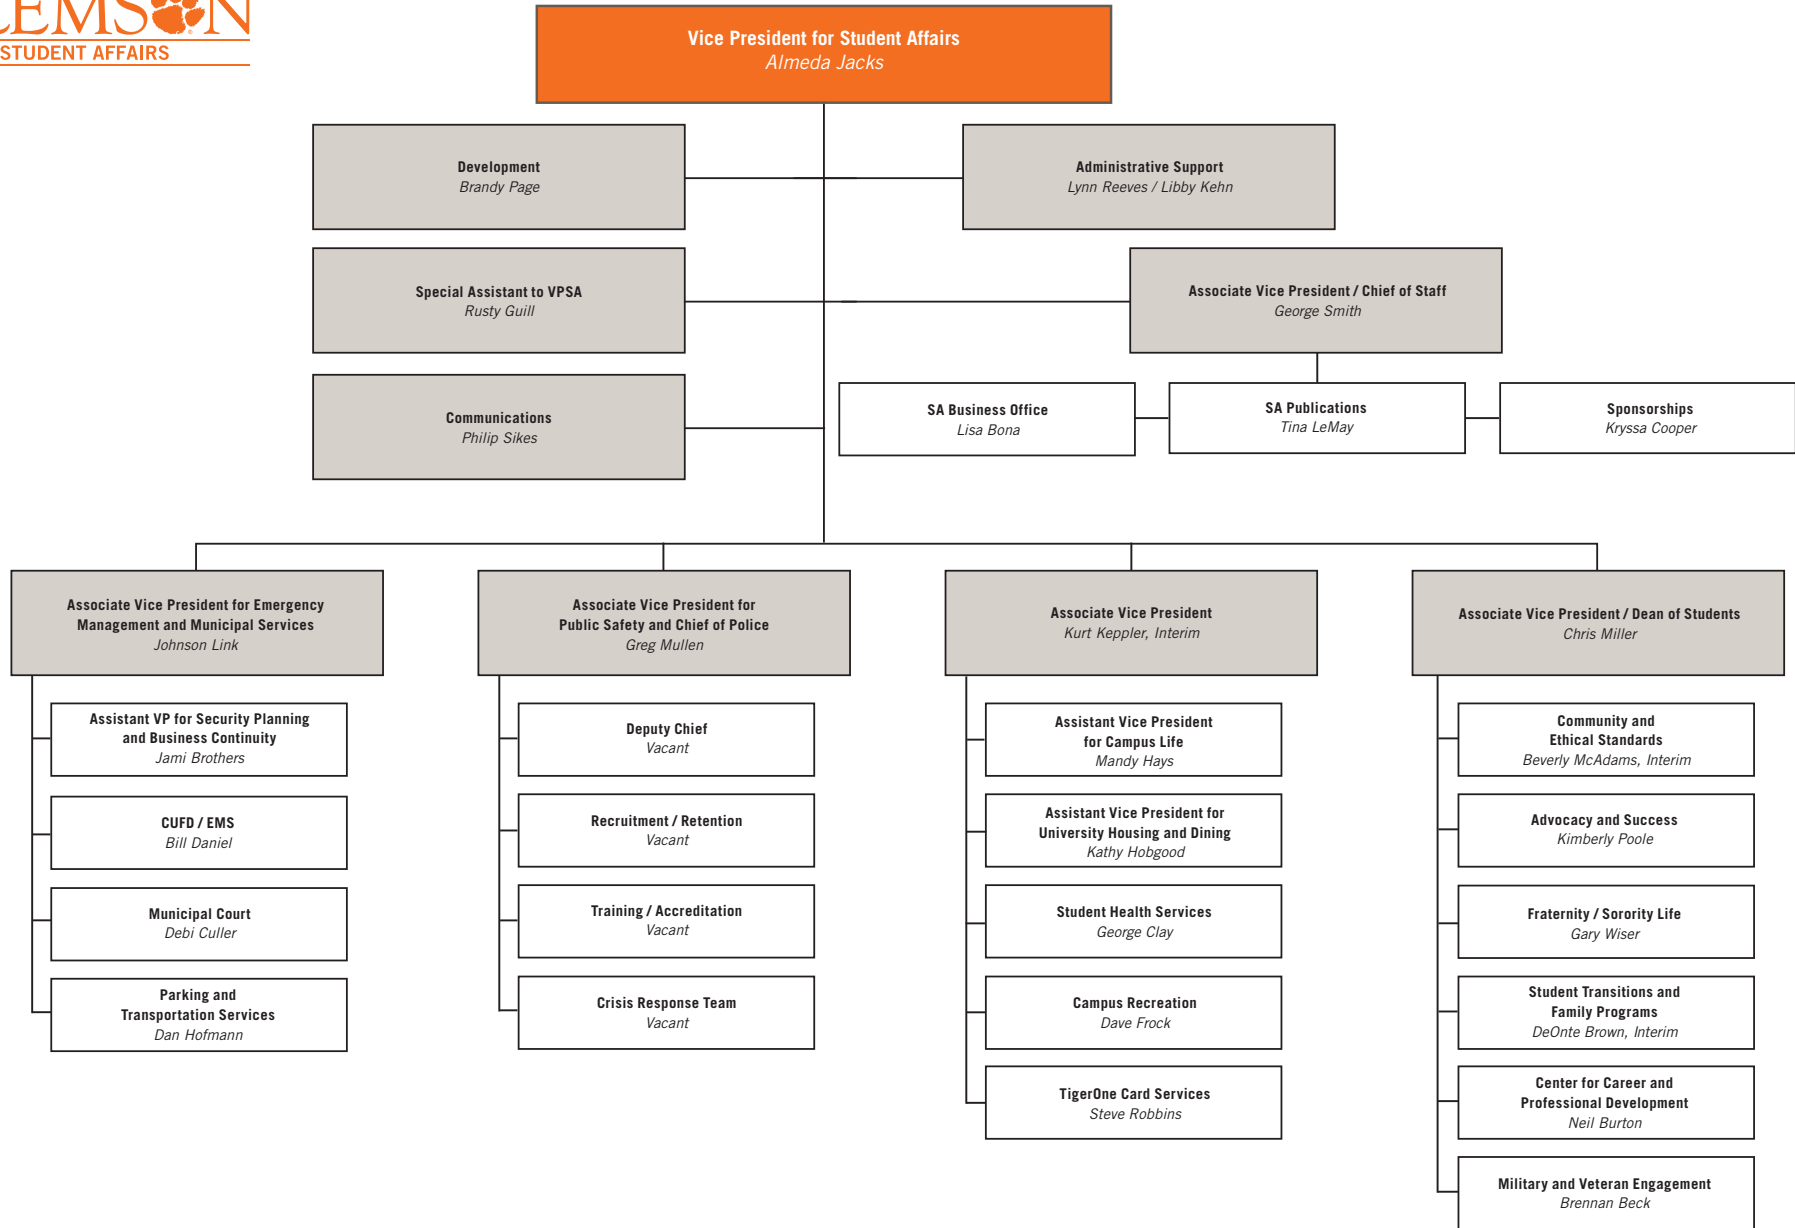 CLEMSON
STUDENT AFFAIRS
Vice President for Student Affairs
Almeda Jacks
Development
Brandy Page
Administrative Support
Lynn Reeves / Libby Kehn
Special Assistant to VPSA
Rusty Guill
Associate Vice President / Chief of Staff
George Smith
Communications
Philip Sikes
SA Business Office
Lisa Bona
SA Publications
Tina LeMay
Sponsorships
Kryssa Cooper
Associate Vice President for Emergency
Management and Municipal Services
Johnson Link
Associate Vice President for
Public Safety and Chief of Police
Greg Mullen
Associate Vice President
Kurt Keppler, Interim
Associate Vice President / Dean of Students
Chris Miller
Assistant VP for Security Planning
and Business Continuity
Jami Brothers
CUFD / EMS
Bill Daniel
Municipal Court
Debi Culler
Parking and
Transportation Services
Dan Hofmann
Deputy Chief
Vacant
Recruitment / Retention
Vacant
Training / Accreditation
Vacant
Crisis Response Team
Vacant
Assistant Vice President
for Campus Life
Mandy Hays
Assistant Vice President for
University Housing and Dining
Kathy Hobgood
Student Health Services
George Clay
Campus Recreation
Dave Frock
TigerOne Card Services
Steve Robbins
Community and
Ethical Standards
Beverly McAdams, Interim
Advocacy and Success
Kimberly Poole
Fraternity / Sorority Life
Gary Wiser
Student Transitions and
Family Programs
DeOnte Brown, Interim
Center for Career and
Professional Development
Neil Burton
Military and Veteran Engagement
Brennan Beck